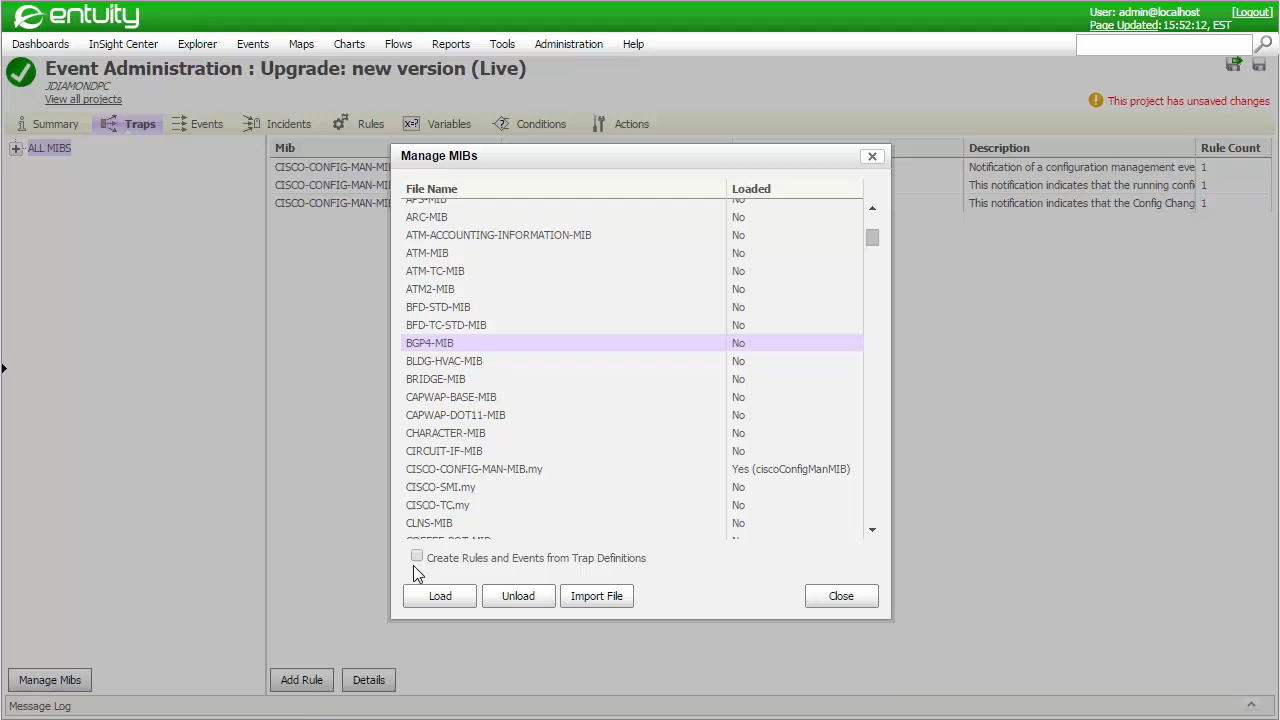 entuity
User: admin@localhost [Logout]
Page Updated: 15:52:12, EST
Dashboards InSight Center Explorer Events Maps Charts Flows Reports Tools Administration Help
Event Administration : Upgrade: new version (Live)
JDIAMONDPC
View all projects
This project has unsaved changes
Summary Traps Events Incidents Rules Variables Conditions Actions
ALL MIBS
Mib Description Rule Count
CISCO-CONFIG-MAN-MI Notification of a configuration management eve 1
CISCO-CONFIG-MAN-MI This notification indicates that the running confi 1
CISCO-CONFIG-MAN-MI This notification indicates that the Config Chang 1
Manage MIBs
File Name Loaded
APS-MIB No
ARC-MIB No
ATM-ACCOUNTING-INFORMATION-MIB No
ATM-MIB No
ATM-TC-MIB No
ATM2-MIB No
BFD-STD-MIB No
BFD-TC-STD-MIB No
BGP4-MIB No
BLDG-HVAC-MIB No
BRIDGE-MIB No
CAPWAP-BASE-MIB No
CAPWAP-DOT11-MIB No
CHARACTER-MIB No
CIRCUIT-IF-MIB No
CISCO-CONFIG-MAN-MIB.my Yes (ciscoConfigManMIB)
CISCO-SMI.my No
CISCO-TC.my No
CLNS-MIB No
Create Rules and Events from Trap Definitions
Load Unload Import File Close
Manage Mibs Add Rule Details
Message Log